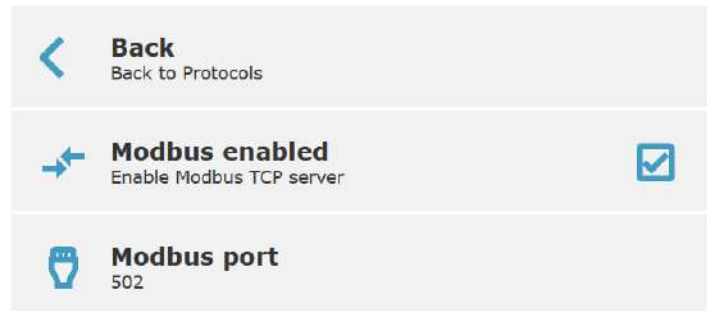 Back
Back to Protocols
Modbus enabled
Enable Modbus TCP server
Modbus port
502